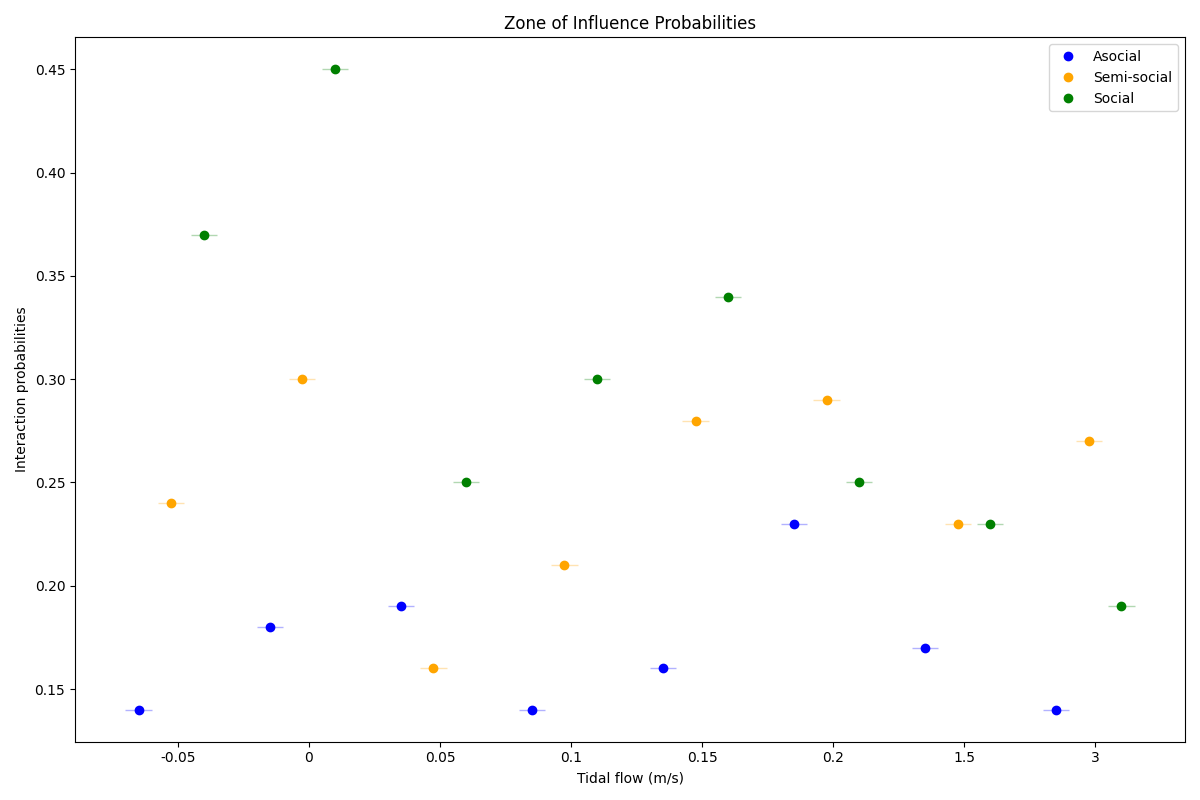 Zone of Influence Probabilities
Asocial
Semi-social
Social
Interaction probabilities
0.45
0.40
0.35
0.30
0.25
0.20
0.15
-0.05 0 0.05 0.1 0.15 0.2 1.5 3
Tidal flow (m/s)